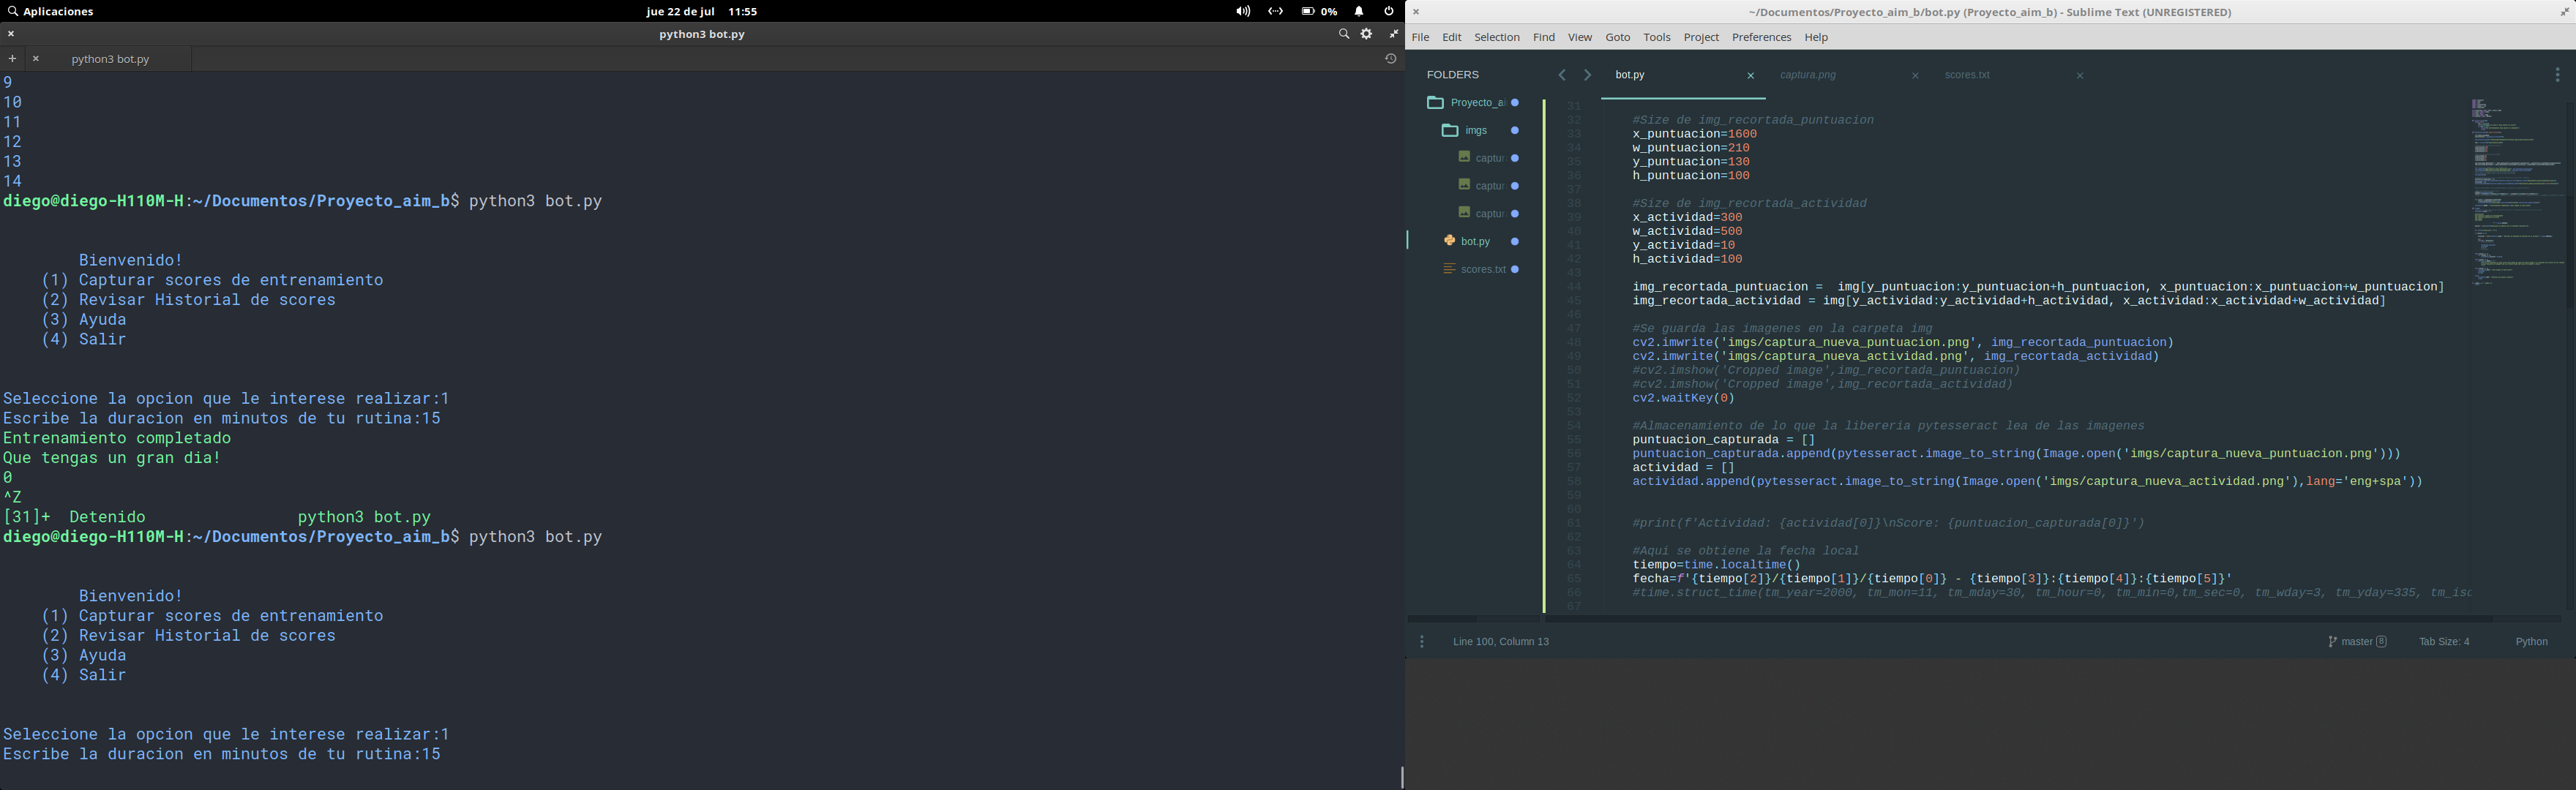 Aplicaciones
jue 22 de jul 11:55
0%
python3 bot.py
python3 bot.py
9
10
11
12
13
14
diego@diego-H110M-H:~/Documentos/Proyecto_aim_b$ python3 bot.py
Bienvenido!
(1) Capturar scores de entrenamiento
(2) Revisar Historial de scores
(3) Ayuda
(4) Salir
Seleccione la opcion que le interese realizar:1
Escribe la duracion en minutos de tu rutina:15
Entrenamiento completado
Que tengas un gran dia!
0
^Z
[31]+  Detenido                python3 bot.py
diego@diego-H110M-H:~/Documentos/Proyecto_aim_b$ python3 bot.py
Bienvenido!
(1) Capturar scores de entrenamiento
(2) Revisar Historial de scores
(3) Ayuda
(4) Salir
Seleccione la opcion que le interese realizar:1
Escribe la duracion en minutos de tu rutina:15
~/Documentos/Proyecto_aim_b/bot.py (Proyecto_aim_b) - Sublime Text (UNREGISTERED)
File Edit Selection Find View Goto Tools Project Preferences Help
FOLDERS
Proyecto_ai
imgs
captur
captur
captur
bot.py
scores.txt
bot.py
captura.png
scores.txt
31
32 #Size de img_recortada_puntuacion
33 x_puntuacion=1600
34 w_puntuacion=210
35 y_puntuacion=130
36 h_puntuacion=100
37
38 #Size de img_recortada_actividad
39 x_actividad=300
40 w_actividad=500
41 y_actividad=10
42 h_actividad=100
43
44 img_recortada_puntuacion =  img[y_puntuacion:y_puntuacion+h_puntuacion, x_puntuacion:x_puntuacion+w_puntuacion]
45 img_recortada_actividad = img[y_actividad:y_actividad+h_actividad, x_actividad:x_actividad+w_actividad]
46
47 #Se guarda las imagenes en la carpeta img
48 cv2.imwrite('imgs/captura_nueva_puntuacion.png', img_recortada_puntuacion)
49 cv2.imwrite('imgs/captura_nueva_actividad.png', img_recortada_actividad)
50 #cv2.imshow('Cropped image',img_recortada_puntuacion)
51 #cv2.imshow('Cropped image',img_recortada_actividad)
52 cv2.waitKey(0)
53
54 #Almacenamiento de lo que la libereria pytesseract lea de las imagenes
55 puntuacion_capturada = []
56 puntuacion_capturada.append(pytesseract.image_to_string(Image.open('imgs/captura_nueva_puntuacion.png')))
57 actividad = []
58 actividad.append(pytesseract.image_to_string(Image.open('imgs/captura_nueva_actividad.png'),lang='eng+spa'))
59
60
61 #print(f'Actividad: {actividad[0]}\nScore: {puntuacion_capturada[0]}')
62
63 #Aqui se obtiene la fecha local
64 tiempo=time.localtime()
65 fecha=f'{tiempo[2]}/{tiempo[1]}/{tiempo[0]} - {tiempo[3]}:{tiempo[4]}:{tiempo[5]}'
66 #time.struct_time(tm_year=2000, tm_mon=11, tm_mday=30, tm_hour=0, tm_min=0,tm_sec=0, tm_wday=3, tm_yday=335, tm_isd
67
Line 100, Column 13
master 8
Tab Size: 4
Python